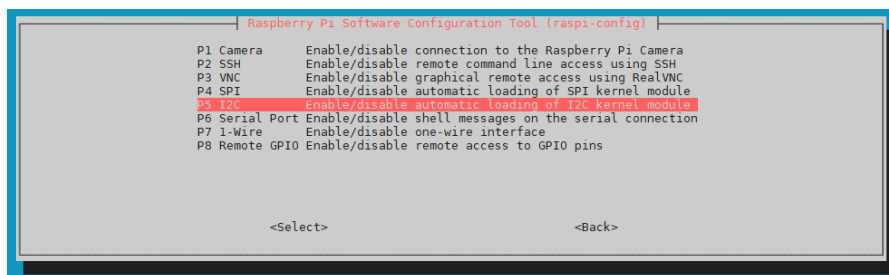 Raspberry Pi Software Configuration Tool (raspi-config)
P1 Camera Enable/disable connection to the Raspberry Pi Camera
P2 SSH Enable/disable remote command line access using SSH
P3 VNC Enable/disable graphical remote access using RealVNC
P4 SPI Enable/disable automatic loading of SPI kernel module
P5 I2C Enable/disable automatic loading of I2C kernel module
P6 Serial Port Enable/disable shell messages on the serial connection
P7 1-Wire Enable/disable one-wire interface
P8 Remote GPIO Enable/disable remote access to GPIO pins
<Select> <Back>